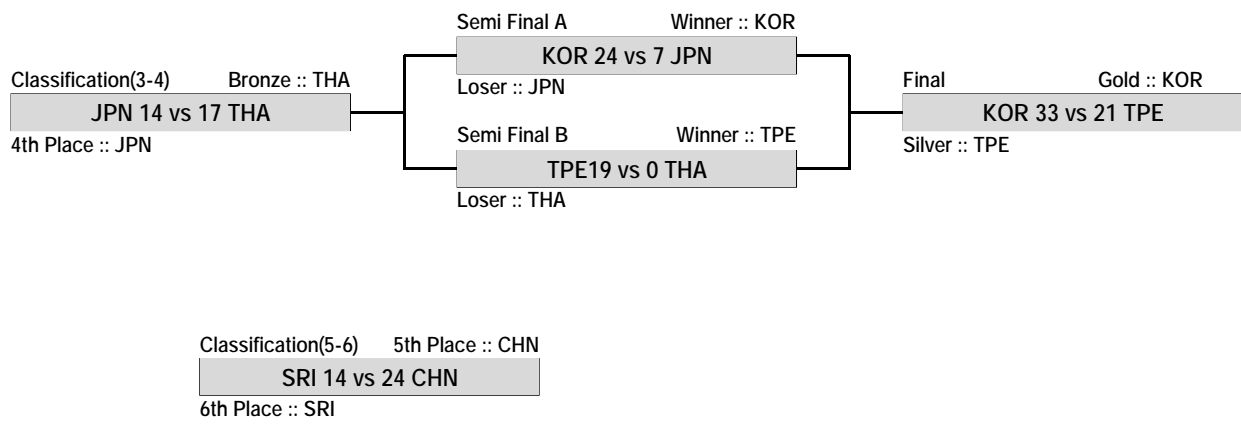 Semi Final A Winner :: KOR
KOR 24 vs 7 JPN
Loser :: JPN
Classification(3-4) Bronze :: THA
JPN 14 vs 17 THA
4th Place :: JPN
Final Gold :: KOR
KOR 33 vs 21 TPE
Silver :: TPE
Semi Final B Winner :: TPE
TPE19 vs 0 THA
Loser :: THA
Classification(5-6) 5th Place :: CHN
SRI 14 vs 24 CHN
6th Place :: SRI